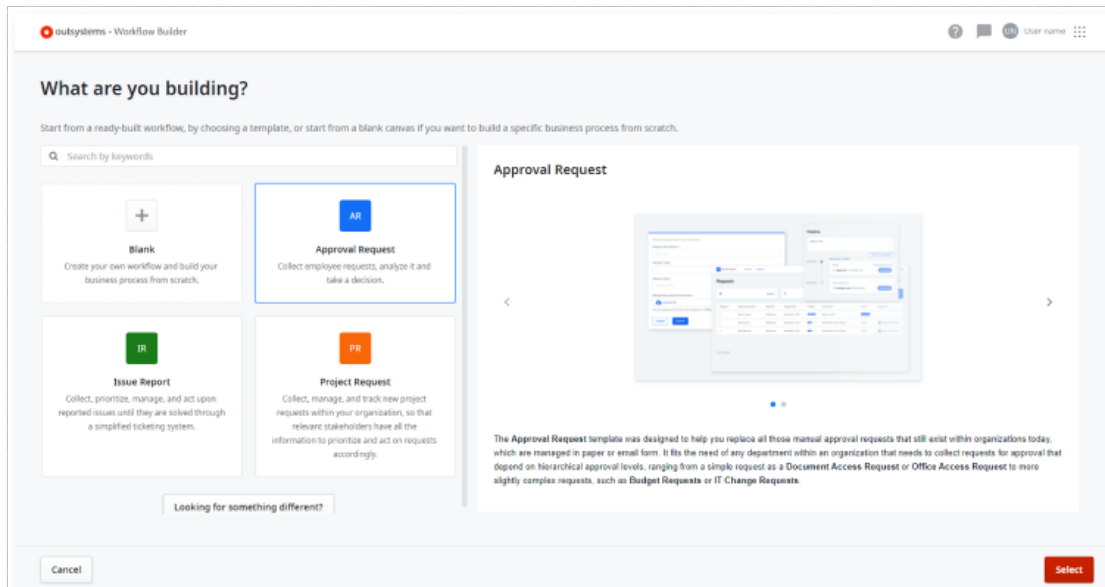 outsystems - Workflow Builder
UN
User name
What are you building?
Start from a ready-built workflow, by choosing a template, or start from a blank canvas if you want to build a specific business process from scratch.
Search by keywords
Blank
Create your own workflow and build your
business process from scratch.
AR
Approval Request
Collect employee requests, analyze it and
take a decision.
IR
Issue Report
Collect, prioritize, manage, and act upon
reported issues until they are solved through
a simplified ticketing system.
PR
Project Request
Collect, manage, and track new project
requests within your organization, so that
relevant stakeholders have all the
information to prioritize and act on requests
accordingly.
Looking for something different?
Approval Request
Requests
The Approval Request template was designed to help you replace all those manual approval requests that still exist within organizations today,
which are managed in paper or email form. It fits the need of any department within an organization that needs to collect requests for approval that
depend on hierarchical approval levels, ranging from a simple request as a Document Access Request or Office Access Request to more
slightly complex requests, such as Budget Requests or IT Change Requests.
Cancel
Select